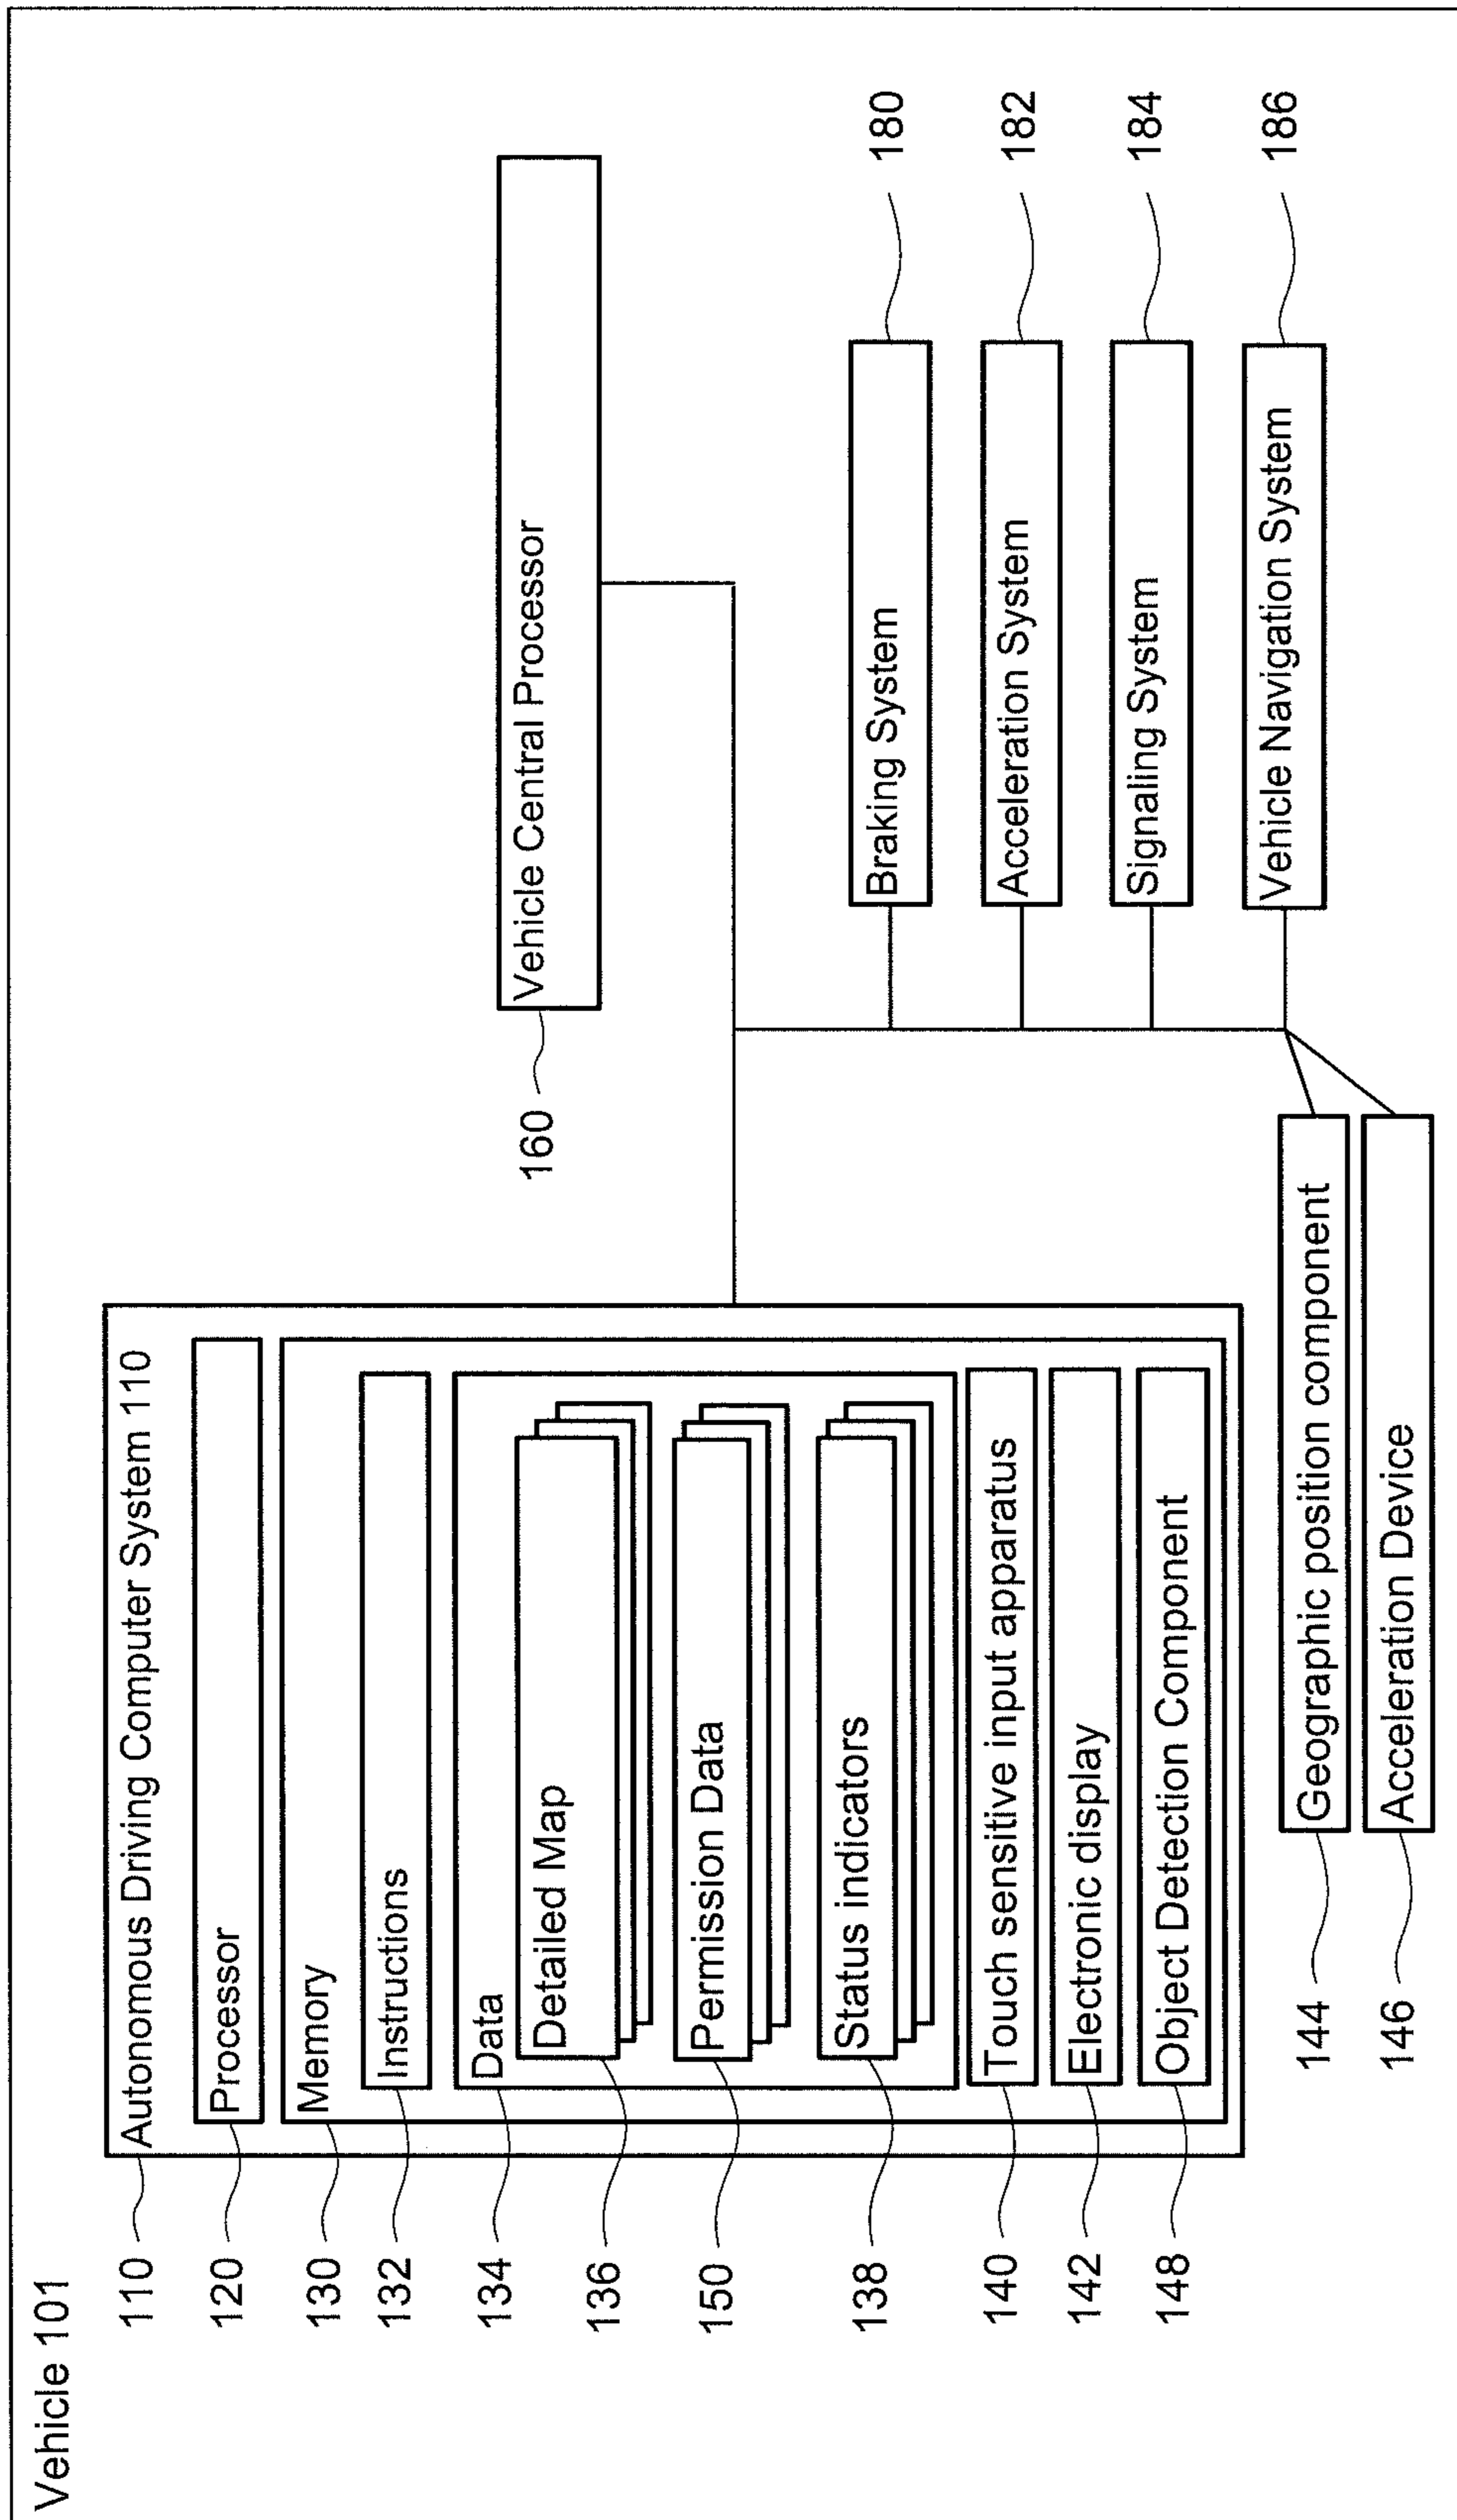 Vehicle 101
110
Autonomous Driving Computer System 110
120
Processor
130
Memory
132
Instructions
134
Data
136
Detailed Map
150
Permission Data
138
Status indicators
140
Touch sensitive input apparatus
142
Electronic display
148
Object Detection Component
144
Geographic position component
146
Acceleration Device
160
Vehicle Central Processor
Braking System
180
Acceleration System
182
Signaling System
184
Vehicle Navigation System
186